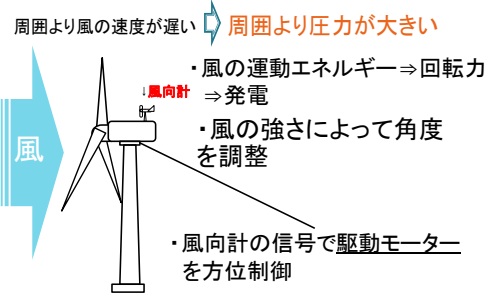 周囲より風の速度が遅い 周囲より圧力が大きい
・風の運動エネルギー⇒回転力
⇒発電
↓風向計
・風の強さによって角度
を調整
風
・風向計の信号で駆動モーター
を方位制御